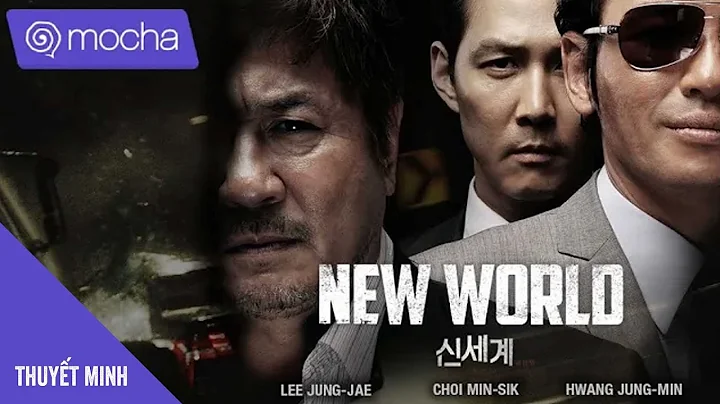 mocha
NEW WORLD
신세계
LEE JUNG-JAE CHOI MIN-SIK HWANG JUNG-MIN
THUYẾT MINH